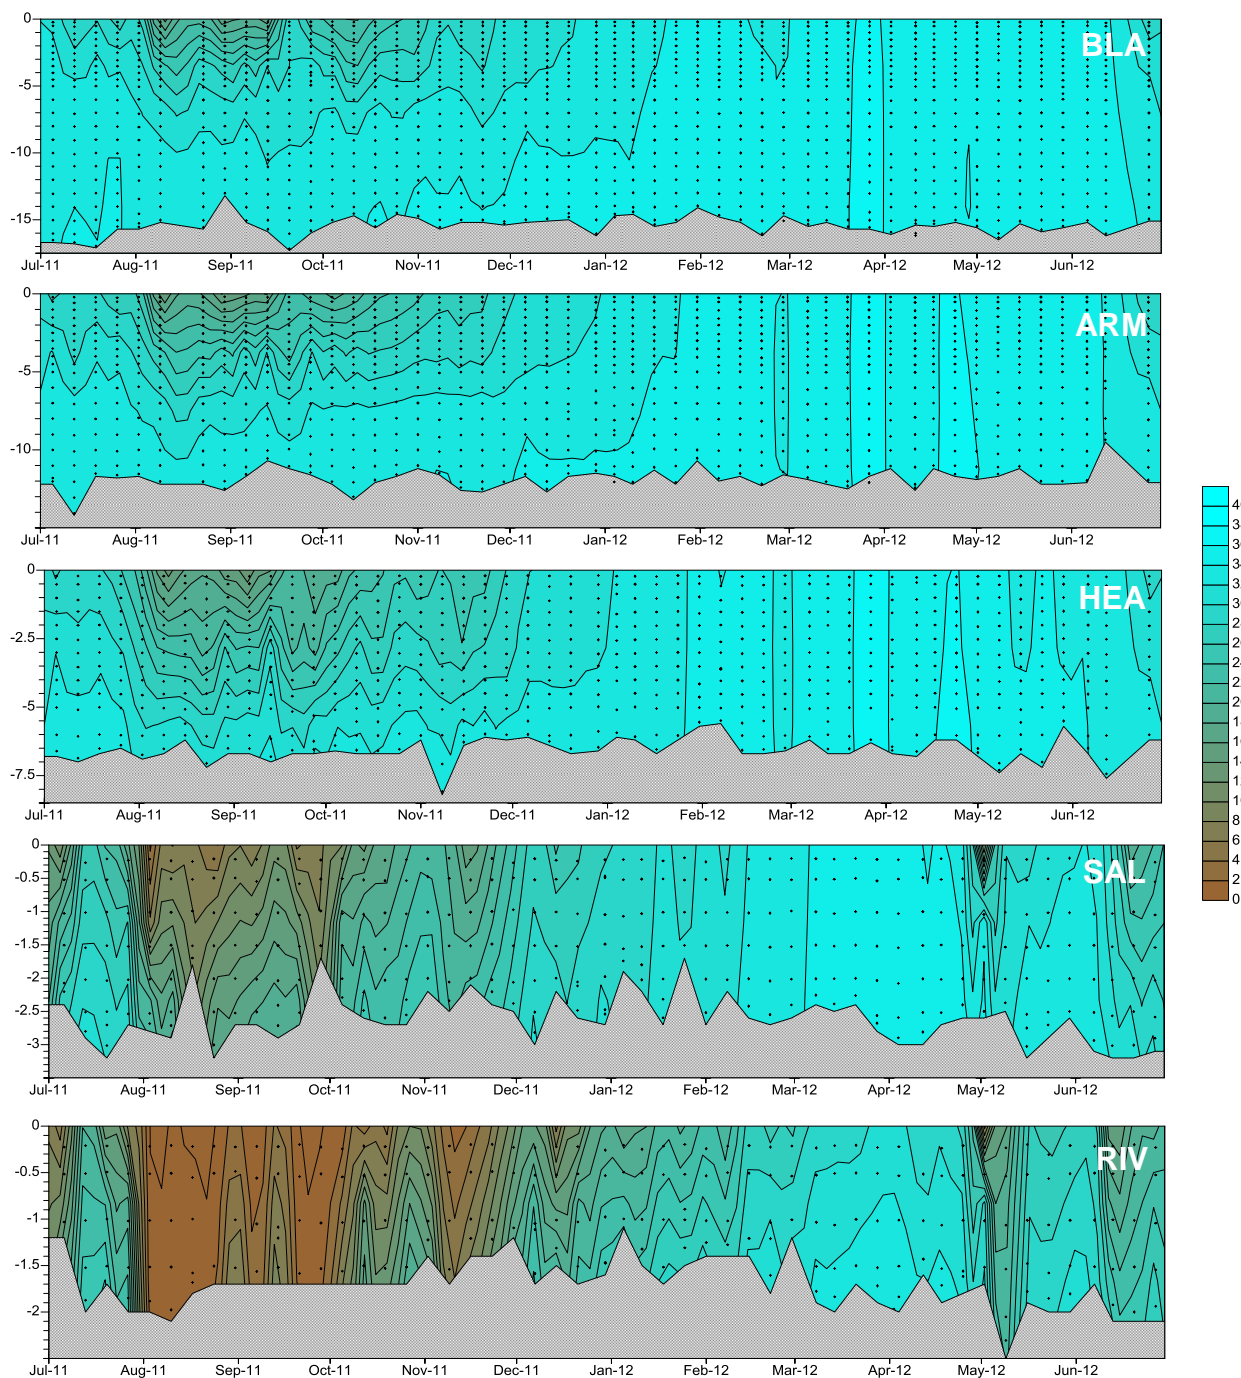 0
BLA
-5
-10
-15
Jul-11 Aug-11 Sep-11 Oct-11 Nov-11 Dec-11 Jan-12 Feb-12 Mar-12 Apr-12 May-12 Jun-12
0
ARM
-5
-10
Jul-11 Aug-11 Sep-11 Oct-11 Nov-11 Dec-11 Jan-12 Feb-12 Mar-12 Apr-12 May-12 Jun-12
0
HEA
-2.5
-5
-7.5
Jul-11 Aug-11 Sep-11 Oct-11 Nov-11 Dec-11 Jan-12 Feb-12 Mar-12 Apr-12 May-12 Jun-12
0
SAL
-0.5
-1
-1.5
-2
-2.5
-3
Jul-11 Aug-11 Sep-11 Oct-11 Nov-11 Dec-11 Jan-12 Feb-12 Mar-12 Apr-12 May-12 Jun-12
0
RIV
-0.5
-1
-1.5
-2
Jul-11 Aug-11 Sep-11 Oct-11 Nov-11 Dec-11 Jan-12 Feb-12 Mar-12 Apr-12 May-12 Jun-12
8
6
4
2
0